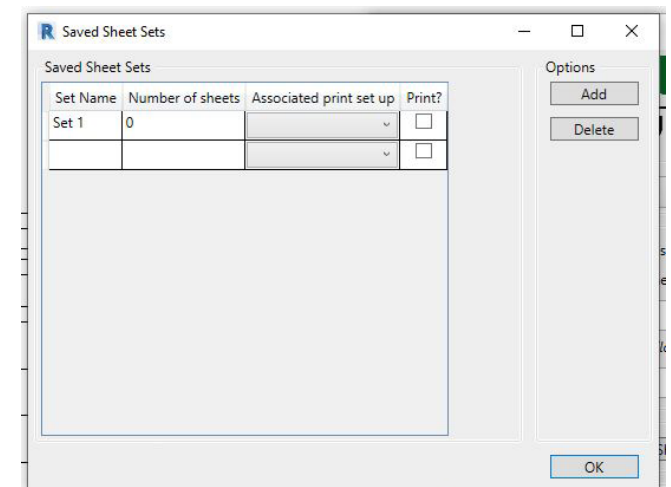 R Saved Sheet Sets
Saved Sheet Sets
Options
Set Name Number of sheets Associated print set up Print?
Add
Set 1 0
Delete
OK